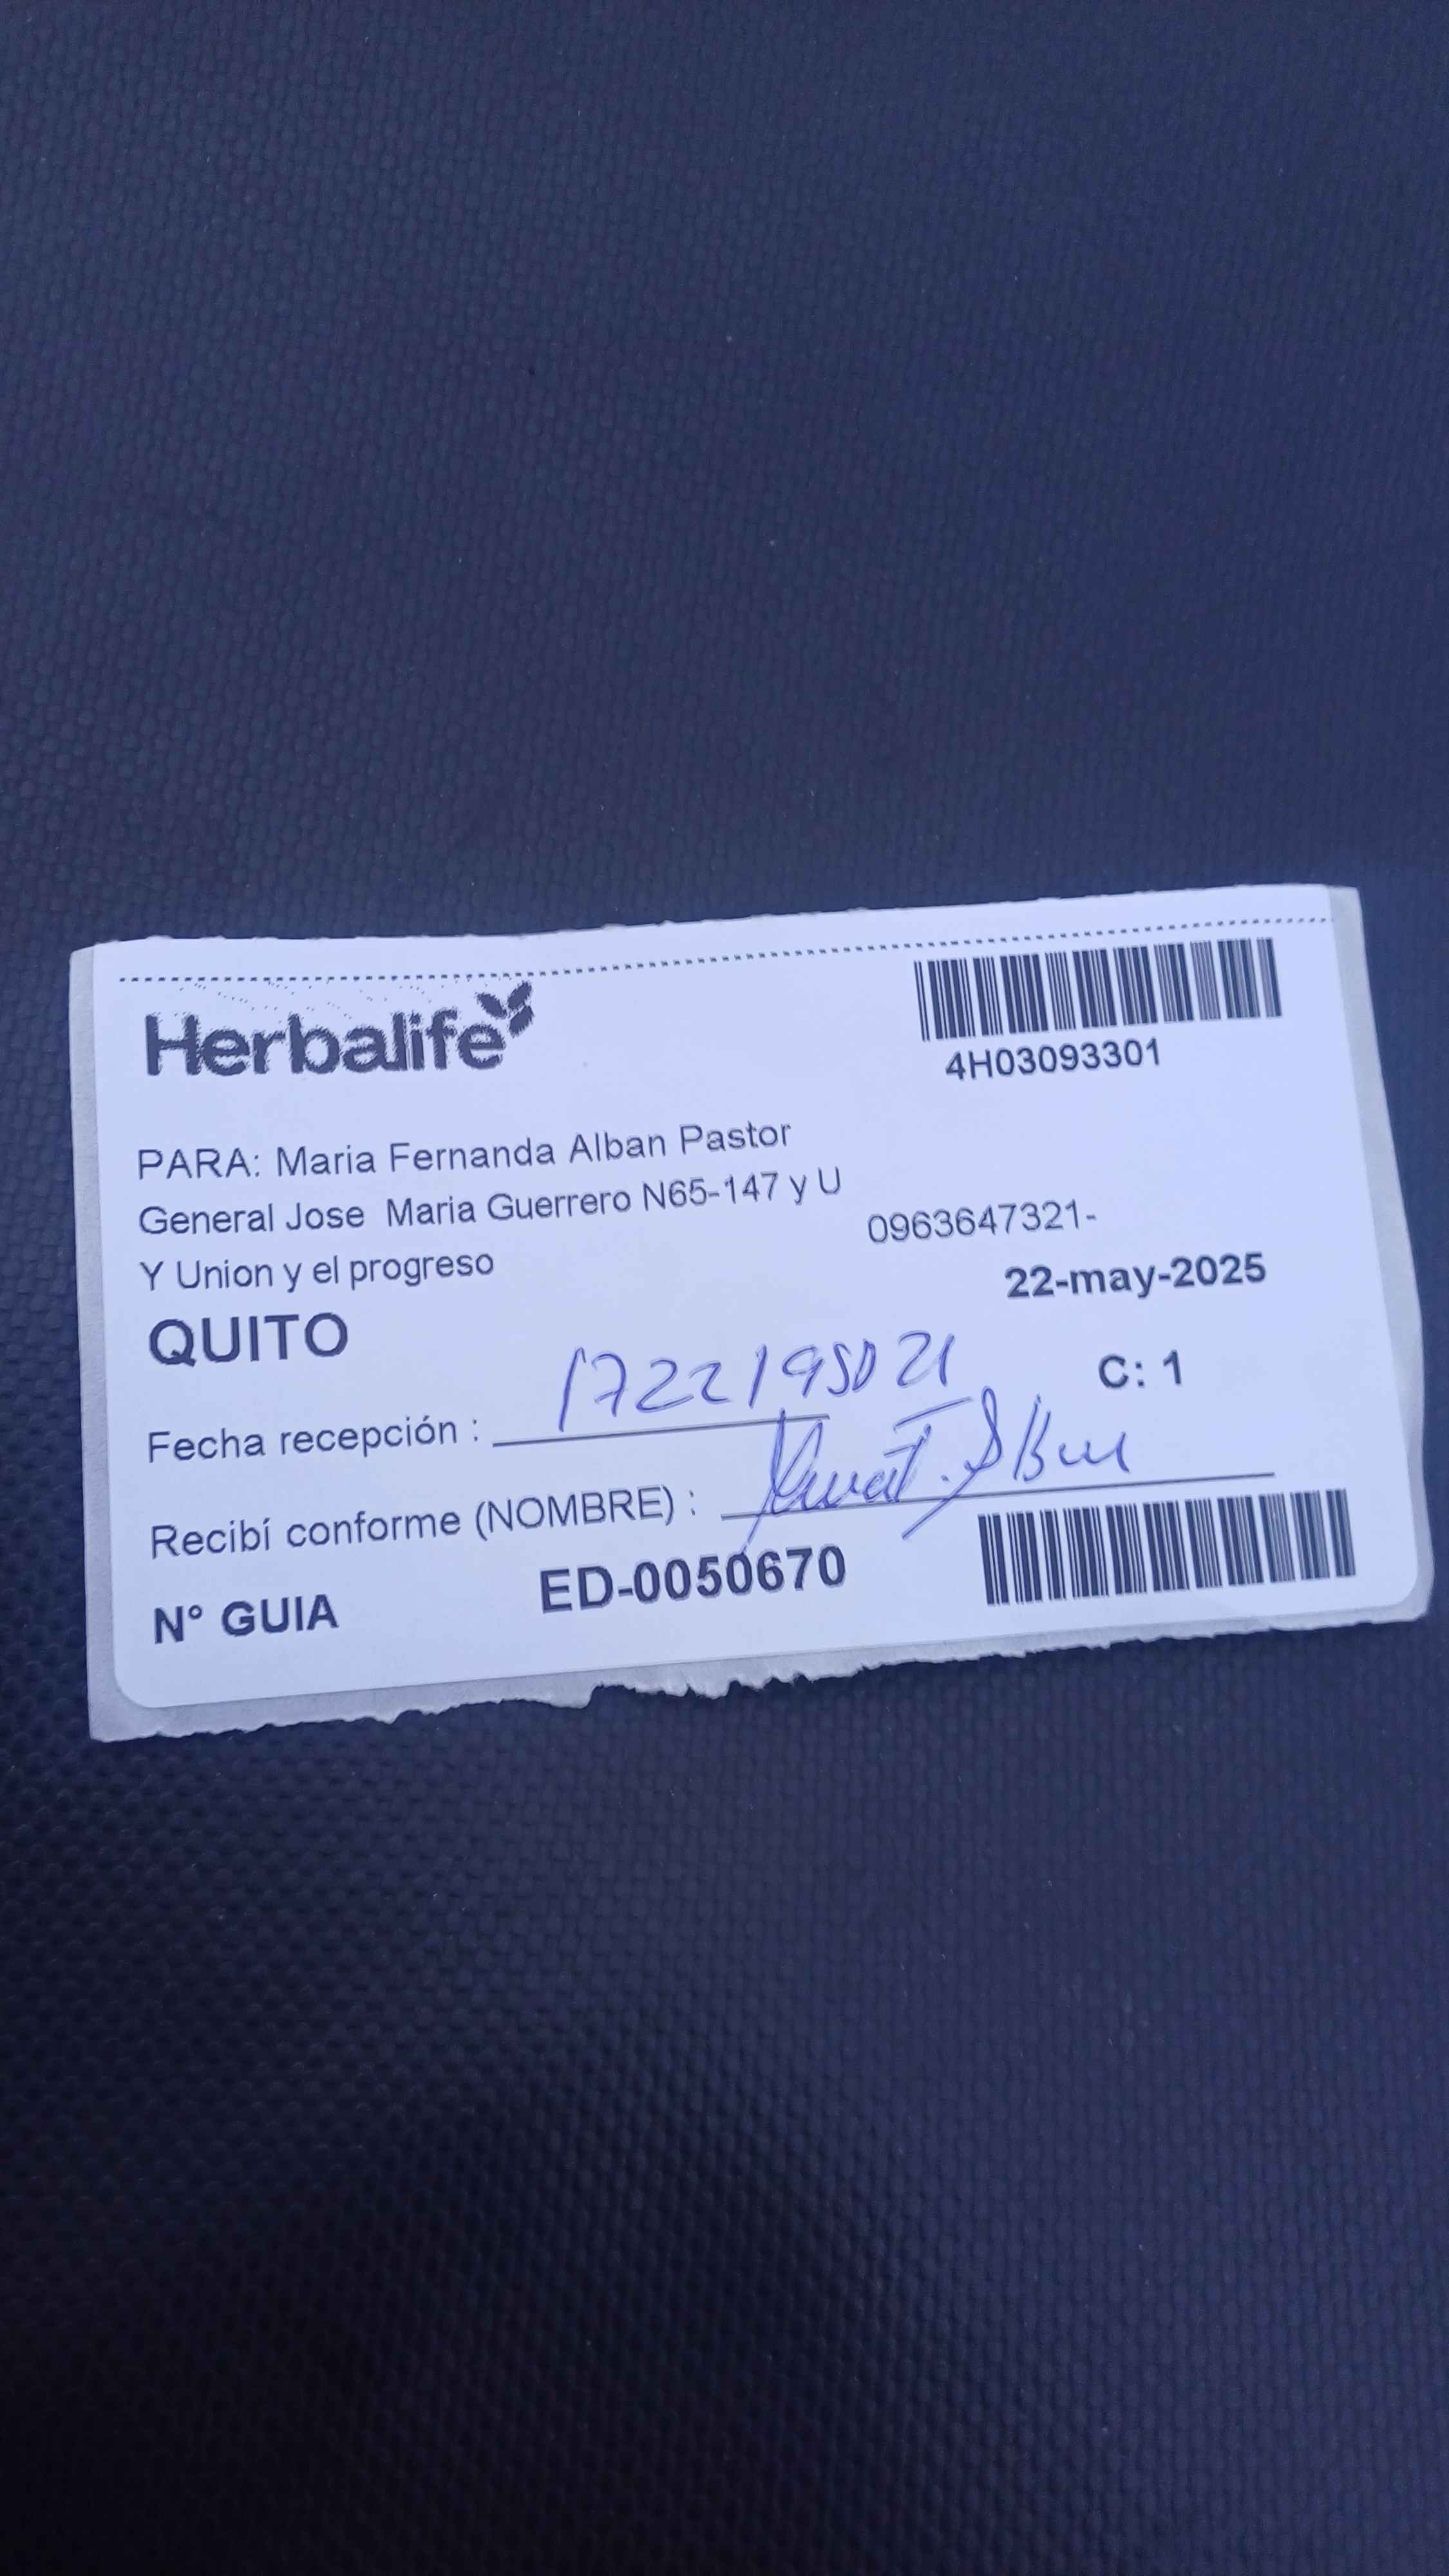 Herbalife
4H03093301
PARA: Maria Fernanda Alban Pastor
General Jose Maria Guerrero N65-147 y U
0963647321-
Y Union y el progreso
22-may-2025
QUITO
C: 1
Fecha recepción : 1722195021
Recibí conforme (NOMBRE) :
N° GUIA ED-0050670